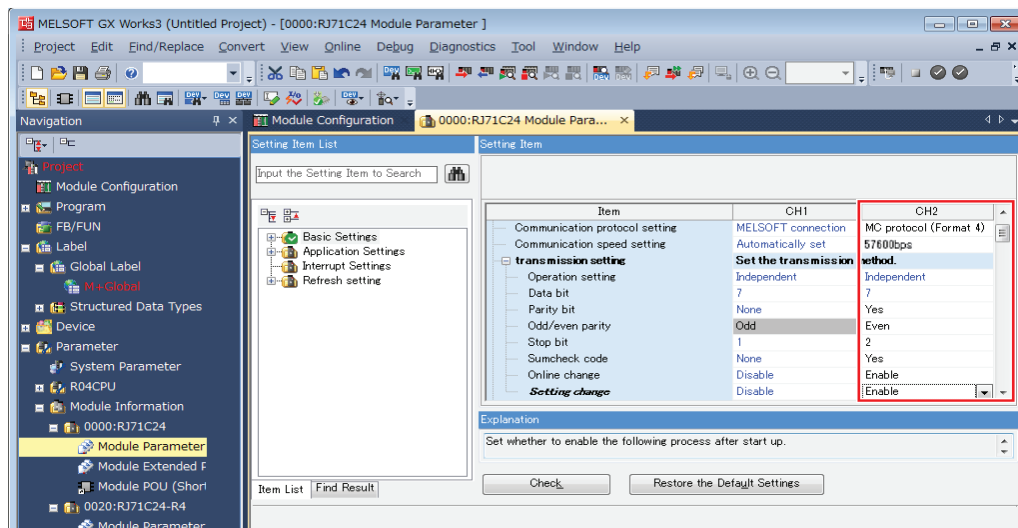 MELSOFT GX Works3 (Untitled Project) - [0000:RJ71C24 Module Parameter ]
Project Edit Find/Replace Convert View Online Debug Diagnostics Tool Window Help
Navigation
Module Configuration
0000:RJ71C24 Module Para...
Project
Module Configuration
Program
FB/FUN
Label
Global Label
M+Global
Structured Data Types
Device
Parameter
System Parameter
R04CPU
Module Information
0000:RJ71C24
Module Parameter
Module Extended P
Module POU (Short
0020:RJ71C24-R4
Module Parameter
Setting Item List
Input the Setting Item to Search
Basic Settings
Application Settings
Interrupt Settings
Refresh setting
Item List Find Result
Setting Item
Item CH1 CH2
Communication protocol setting MELSOFT connection MC protocol (Format 4)
Communication speed setting Automatically set 57600bps
transmission setting Set the transmission method.
Operation setting Independent Independent
Data bit 7 7
Parity bit None Yes
Odd/even parity Odd Even
Stop bit 1 2
Sumcheck code None Yes
Online change Disable Enable
Setting change Disable Enable
Explanation
Set whether to enable the following process after start up.
Check Restore the Default Settings